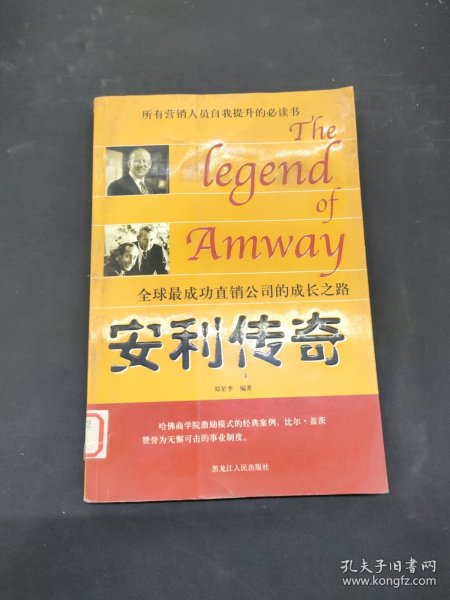 所有营销人员自我提升的必读书
The
legend
of
Amway
全球最成功直销公司的成长之路
安利传奇
编著
哈佛商学院激励模式的经典案例、比尔·盖茨
赞誉为无懈可击的事业制度。
黑龙江人民出版社
2
孔夫子旧书网
www.kongfz.com